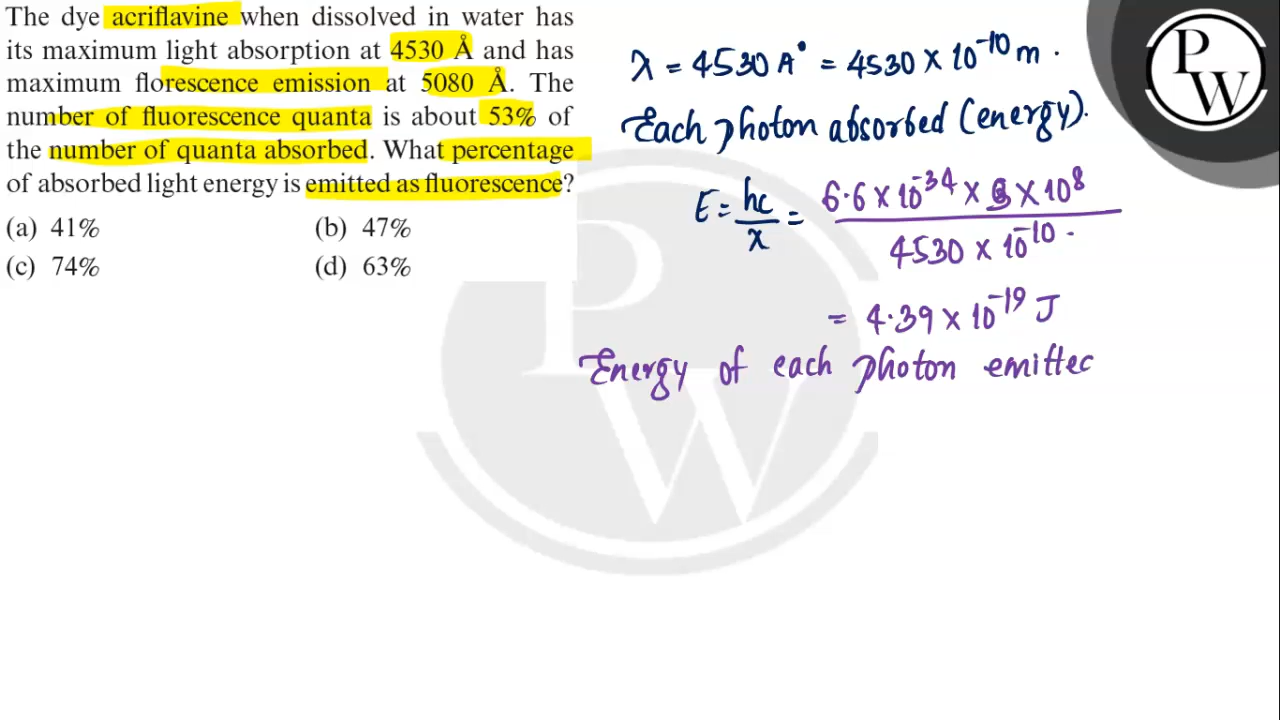 The dye acriflavine when dissolved in water has
its maximum light absorption at 4530 Å and has
maximum florescence emission at 5080 Å. The
number of fluorescence quanta is about 53% of
the number of quanta absorbed. What percentage
of absorbed light energy is emitted as fluorescence?
(a) 41% (b) 47%
(c) 74% (d) 63%
λ = 4530 A° = 4530 × 10⁻¹⁰ m.
Each photon absorbed (energy).
E = hc/λ = 6.6 × 10⁻³⁴ × 3 × 10⁸ / 4530 × 10⁻¹⁰.
= 4.39 × 10⁻¹⁹ J
Energy of each photon emittec
P
W
P
W